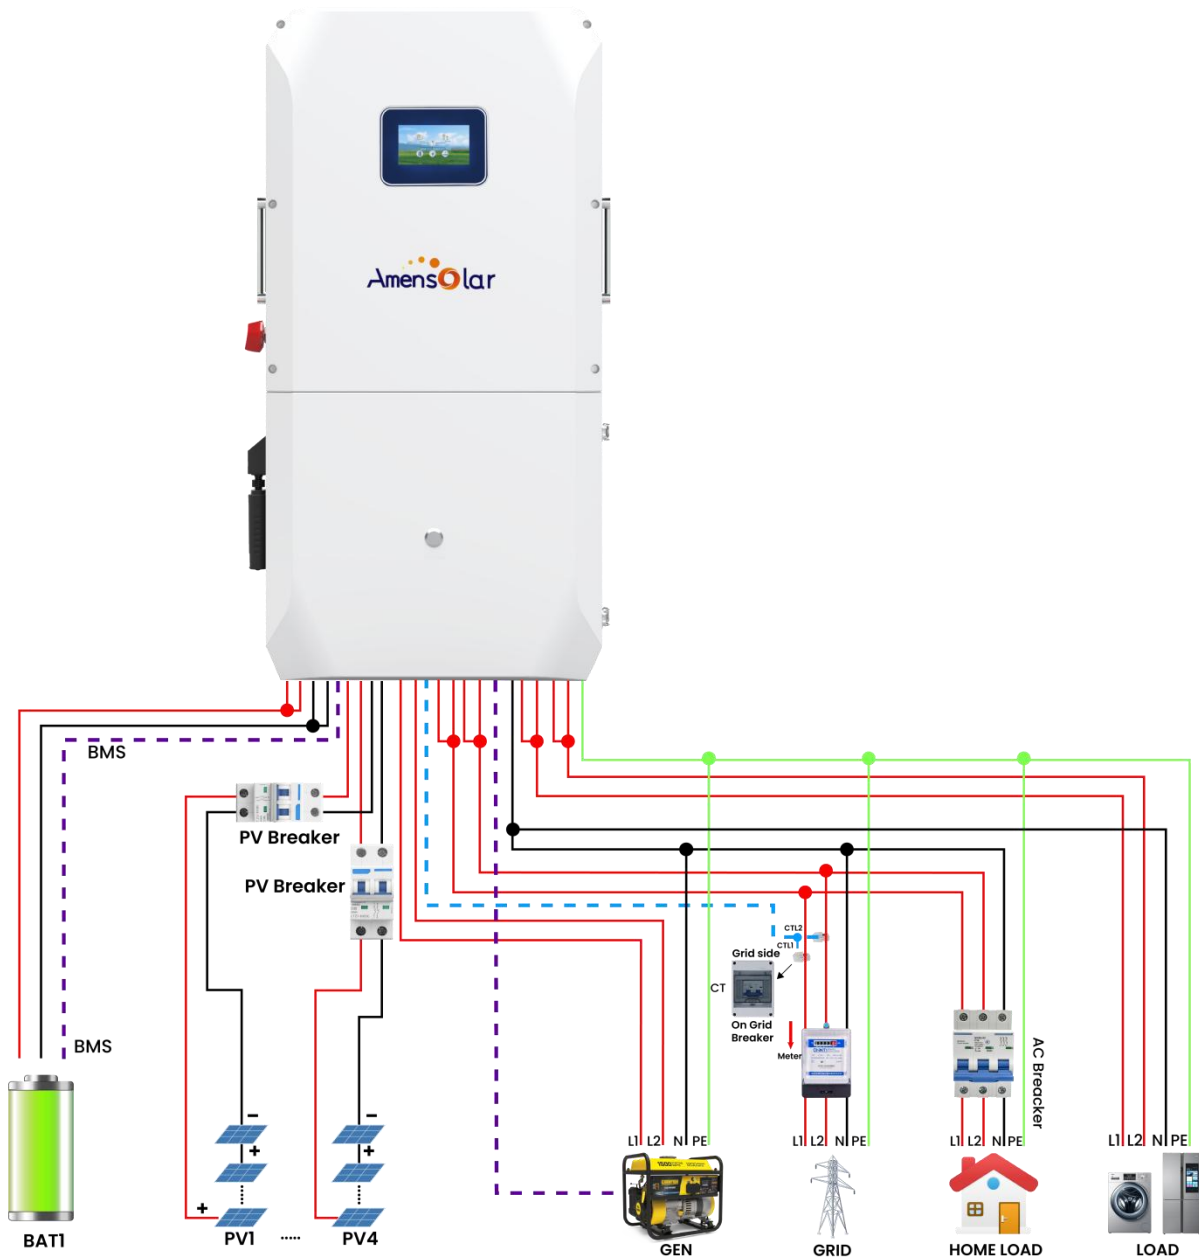 Amensolar
BMS
PV Breaker
PV Breaker
BMS
CTL2
CTL1
Grid side
CT
On Grid
Breaker
Meter
AC Breacker
−
−
+
+
+
L1 L2 N PE
L1 L2 N PE
L1 L2 N PE
L1 L2 N PE
BAT1
PV1
.....
PV4
GEN
GRID
HOME LOAD
LOAD